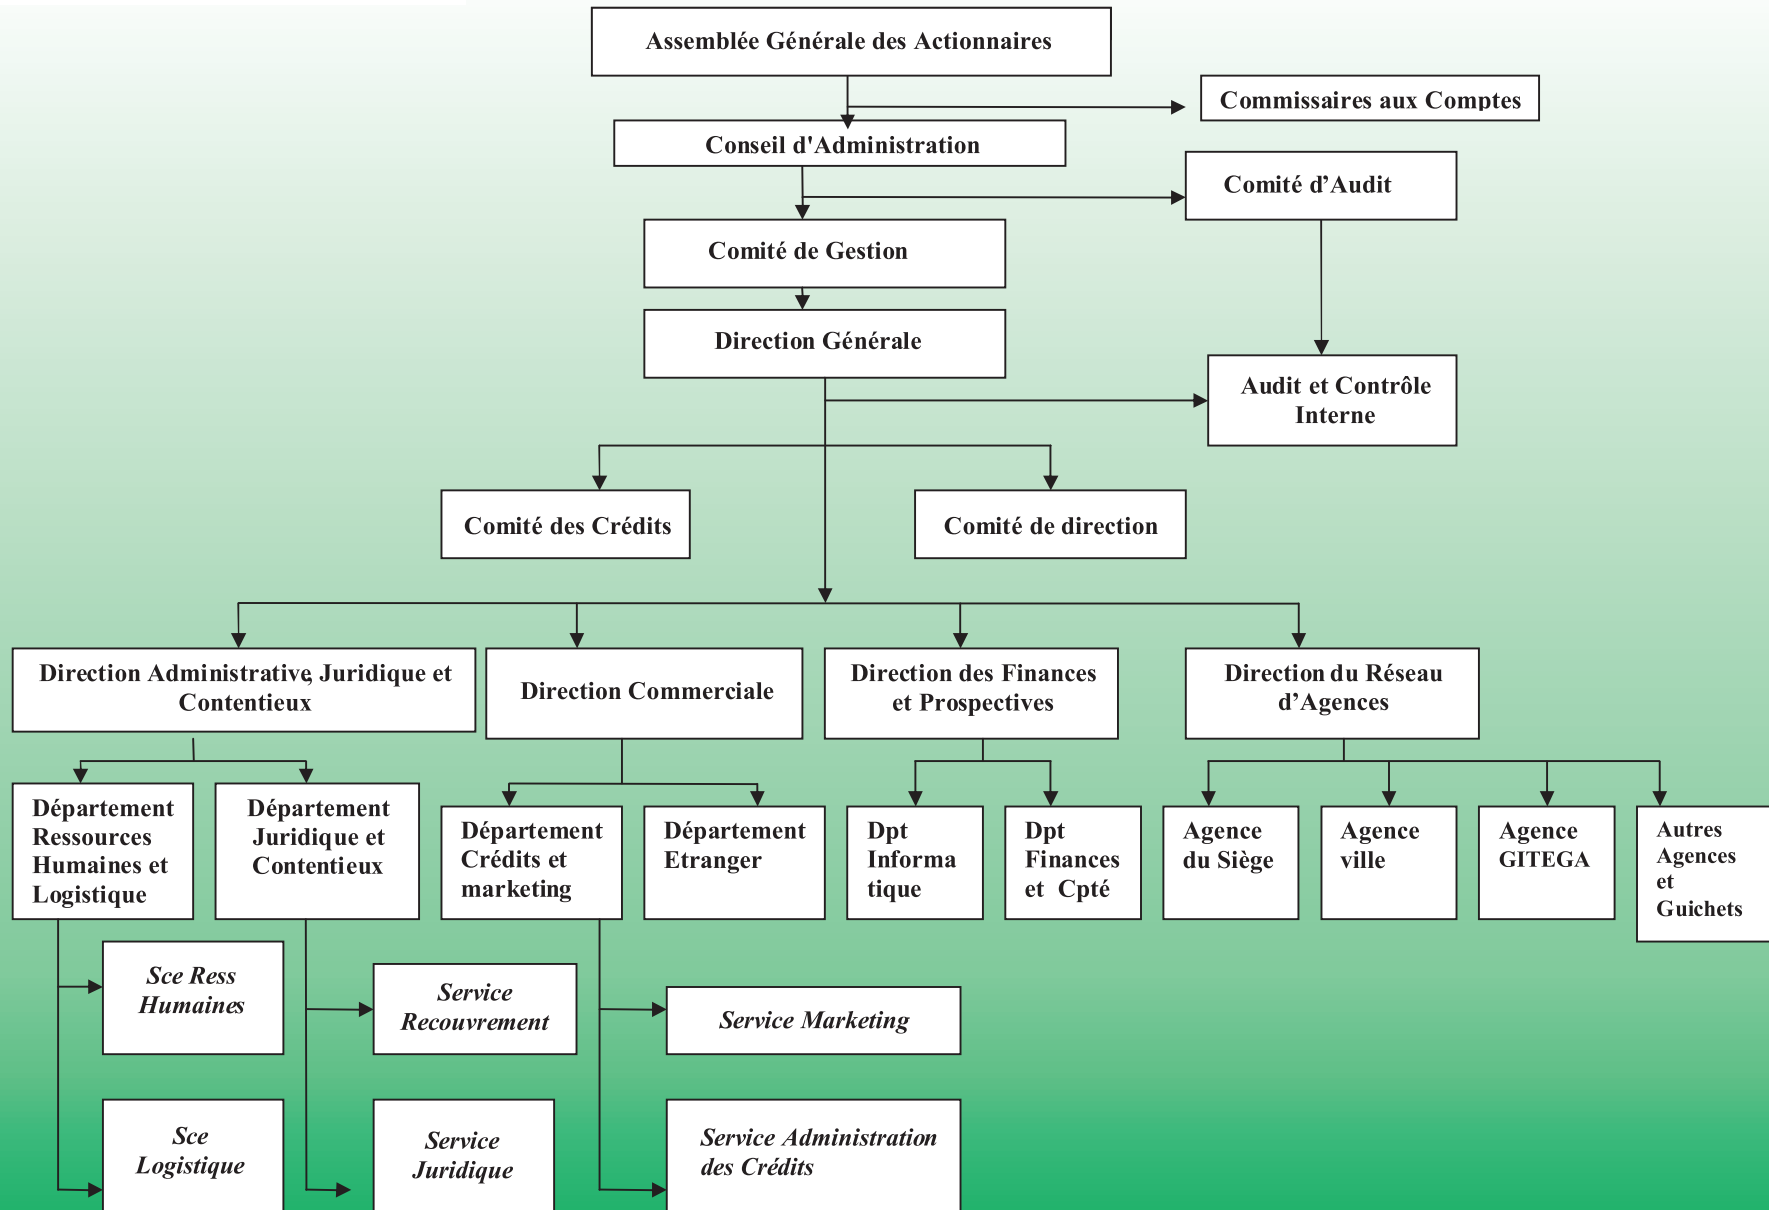 Assemblée Générale des Actionnaires
Commissaires aux Comptes
Conseil d'Administration
Comité d’Audit
Comité de Gestion
Direction Générale
Audit et Contrôle
Interne
Comité des Crédits
Comité de direction
Direction Administrative, Juridique et
Contentieux
Direction Commerciale
Direction des Finances
et Prospectives
Direction du Réseau
d’Agences
Département
Ressources
Humaines et
Logistique
Département
Juridique et
Contentieux
Département
Crédits et
marketing
Département
Etranger
Dpt
Informa
tique
Dpt
Finances
et Cpté
Agence
du Siège
Agence
ville
Agence
GITEGA
Autres
Agences
et
Guichets
Sce Ress
Humaines
Service
Recouvrement
Service Marketing
Sce
Logistique
Service
Juridique
Service Administration
des Crédits